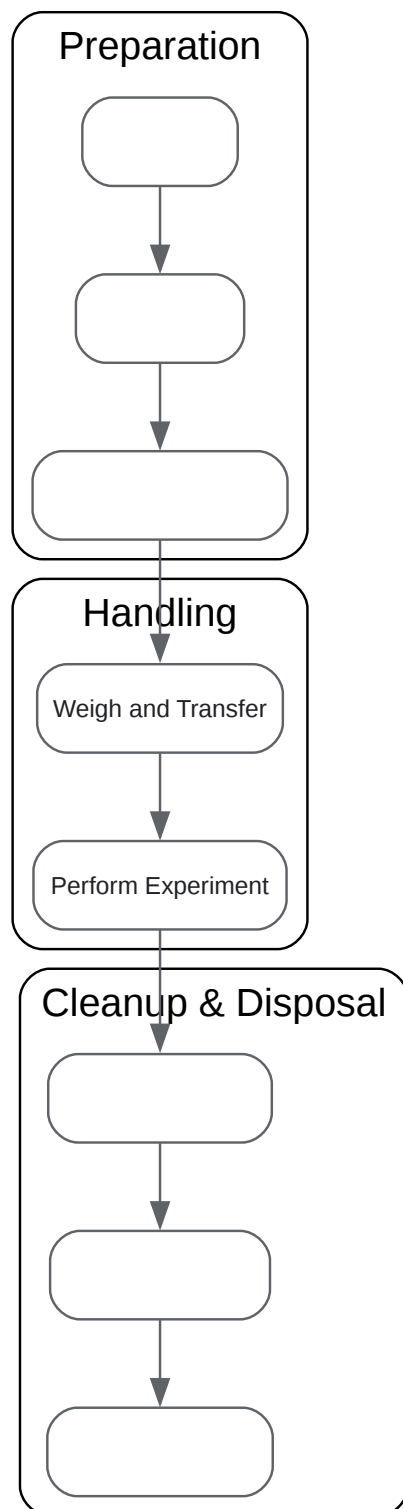 Preparation
Handling
Weigh and Transfer
Perform Experiment
Cleanup & Disposal